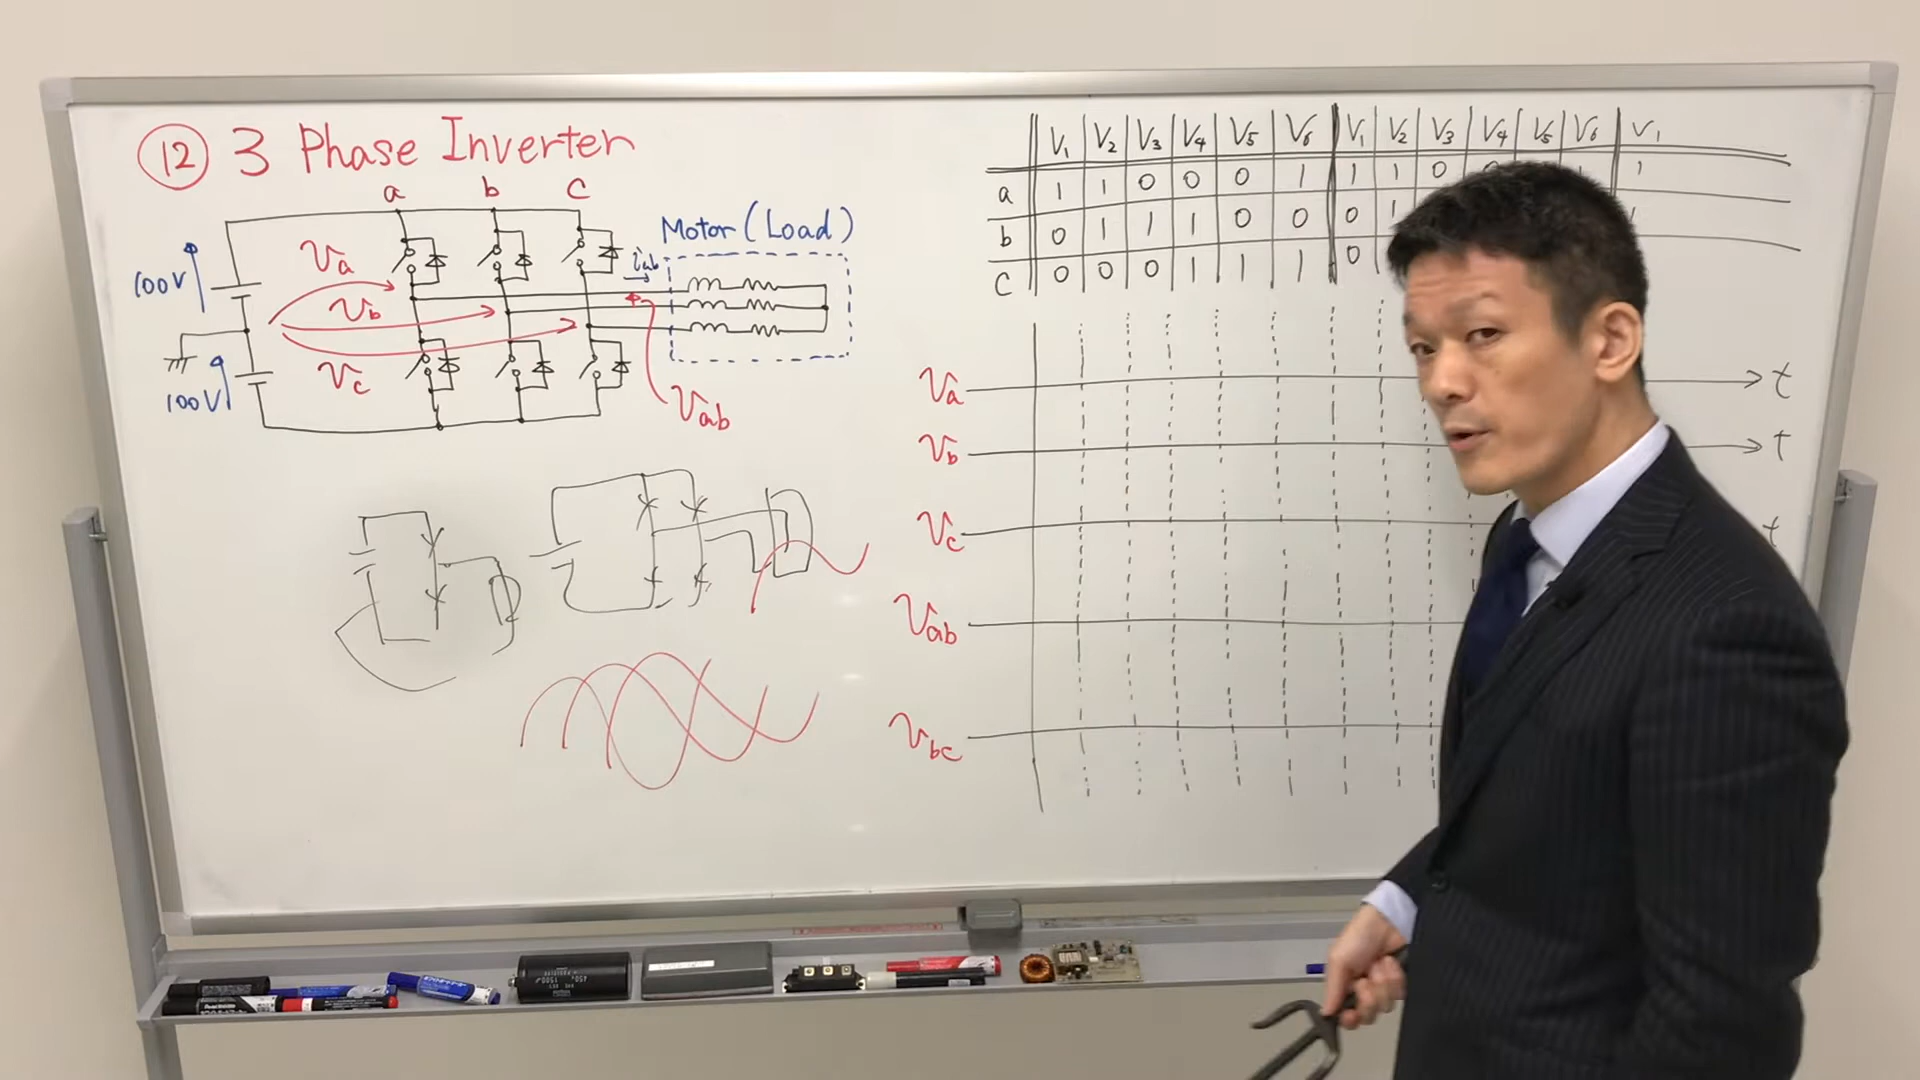 ⑫ 3 Phase Inverter
a b c
Motor (Load)
100V
Va
Vb
Vc
iab
100V
Vab
V1 V2 V3 V4 V5 V6 V1 V2 V3 V4 V5 V6 V1
a 1 1 0 0 0 1 1 1 0 0 1 1
b 0 1 1 1 0 0 0 1
c 0 0 0 1 1 1 0
Va t
Vb t
Vc t
Vab
Vbc